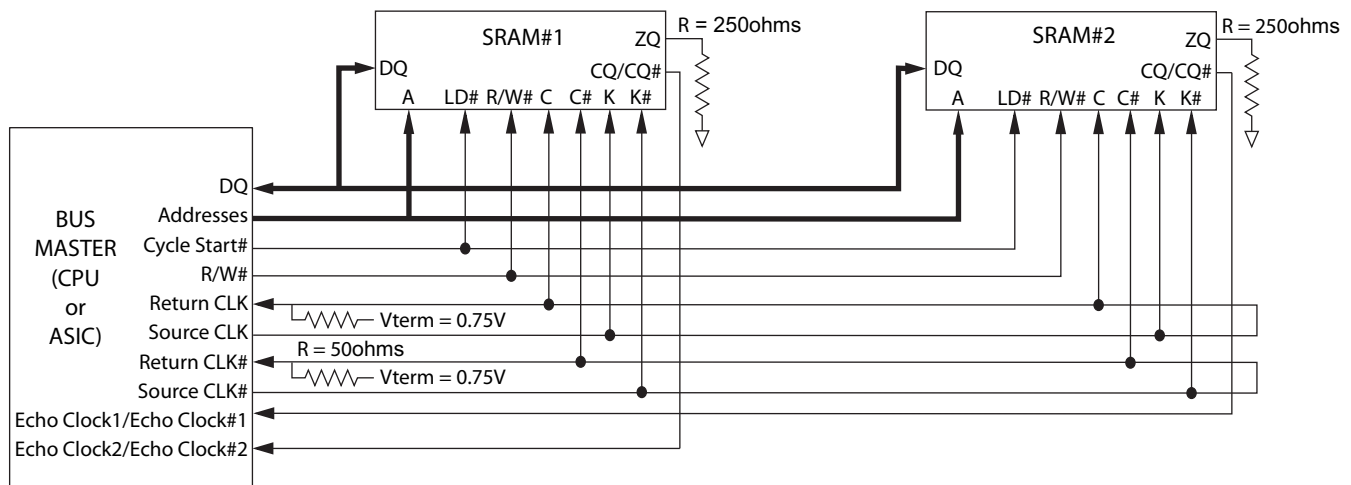 SRAM#1
ZQ
R = 250ohms
DQ
CQ/CQ#
A LD# R/W# C C# K K#
SRAM#2
ZQ
R = 250ohms
DQ
CQ/CQ#
A LD# R/W# C C# K K#
BUS
MASTER
(CPU
or
ASIC)
DQ
Addresses
Cycle Start#
R/W#
Return CLK
Vterm = 0.75V
Source CLK
R = 50ohms
Return CLK#
Vterm = 0.75V
Source CLK#
Echo Clock1/Echo Clock#1
Echo Clock2/Echo Clock#2